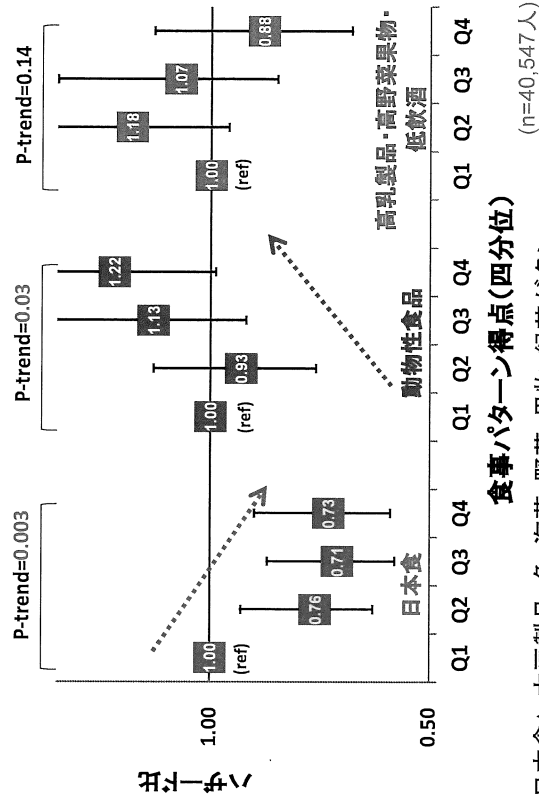 P-trend=0.003
P-trend=0.03
P-trend=0.14
ハザード比
1.00
0.50
1.00
(ref)
0.76
0.71
0.73
1.00
(ref)
0.93
1.13
1.22
1.00
(ref)
1.18
1.07
0.88
日本食
動物性食品
高乳製品・高野菜果物・
低飲酒
Q1 Q2 Q3 Q4 Q1 Q2 Q3 Q4 Q1 Q2 Q3 Q4
食事パターン得点(四分位)
(n=40,547人)